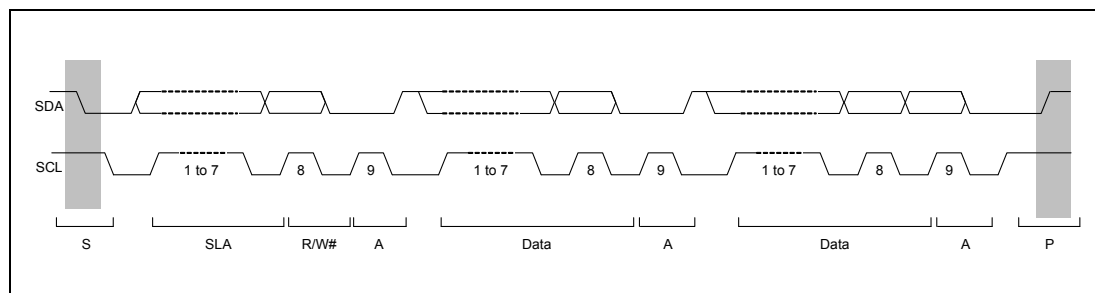 SDA
SCL
1 to 7 8 9 1 to 7 8 9 1 to 7 8 9
S SLA R/W# A Data A Data A P